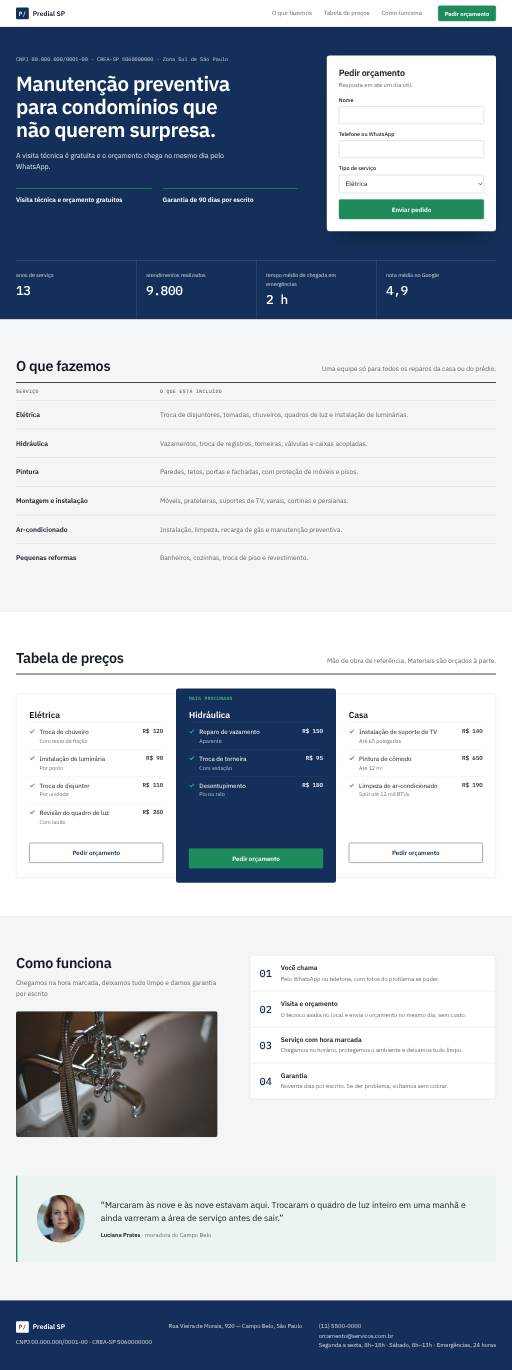 P/ Predial SP
O que fazemos
Tabela de preços
Como funciona
Pedir orçamento
CNPJ 00.000.000/0001-00 · CREA-SP 5060000000 · Zona Sul de São Paulo
Manutenção preventiva
para condomínios que
não querem surpresa.
A visita técnica é gratuita e o orçamento chega no mesmo dia pelo
WhatsApp.
Visita técnica e orçamento gratuitos
Garantia de 90 dias por escrito
Pedir orçamento
Resposta em até um dia útil
Nome
Telefone ou WhatsApp
Tipo de serviço
Elétrica
Enviar pedido
anos de serviço
13
atendimentos realizados
9.800
tempo médio de chegada em
emergências
2 h
nota média no Google
4,9
O que fazemos
Uma equipe só para todos os reparos da casa ou do prédio.
SERVIÇO
O QUE ESTÁ INCLUÍDO
Elétrica
Troca de disjuntores, tomadas, chuveiros, quadros de luz e instalação de luminárias.
Hidráulica
Vazamentos, troca de registros, torneiras, válvulas e caixas acopladas.
Pintura
Paredes, tetos, portas e fachadas, com proteção de móveis e pisos.
Montagem e instalação
Móveis, prateleiras, suportes de TV, varais, cortinas e persianas.
Ar-condicionado
Instalação, limpeza, recarga de gás e manutenção preventiva.
Pequenas reformas
Banheiros, cozinhas, troca de piso e revestimento.
Tabela de preços
Mão de obra de referência. Materiais são orçados à parte.
Elétrica
Troca de chuveiro R$ 120
Com teste de fiação
Instalação de luminária R$ 90
Por ponto
Troca de disjuntor R$ 110
Por unidade
Revisão do quadro de luz R$ 280
Com laudo
Pedir orçamento
MAIS PROCURADO
Hidráulica
Reparo de vazamento R$ 150
Aparente
Troca de torneira R$ 95
Com vedação
Desentupimento R$ 180
Pia ou ralo
Pedir orçamento
Casa
Instalação de suporte de TV R$ 140
Até 65 polegadas
Pintura de cômodo R$ 650
Até 12 m²
Limpeza de ar-condicionado R$ 190
Split até 12 mil BTUs
Pedir orçamento
Como funciona
Chegamos na hora marcada, deixamos tudo limpo e damos garantia
por escrito
01
Você chama
Pelo WhatsApp ou telefone, com fotos do problema se puder.
02
Visita e orçamento
O técnico avalia no local e envia o orçamento no mesmo dia, sem custo.
03
Serviço com hora marcada
Chegamos no horário, protegemos o ambiente e deixamos tudo limpo.
04
Garantia
Noventa dias por escrito. Se der problema, voltamos sem cobrar.
“Marcaram às nove e às nove estavam aqui. Trocaram o quadro de luz inteiro em uma manhã e
ainda varreram a área de serviço antes de sair.”
Luciana Prates · moradora do Campo Belo
P/ Predial SP
CNPJ 00.000.000/0001-00 · CREA-SP 5060000000
Rua Vieira de Morais, 920 — Campo Belo, São Paulo
(11) 5500-0000
orcamento@servicos.com.br
Segunda a sexta, 8h–18h · Sábado, 8h–13h · Emergências, 24 horas